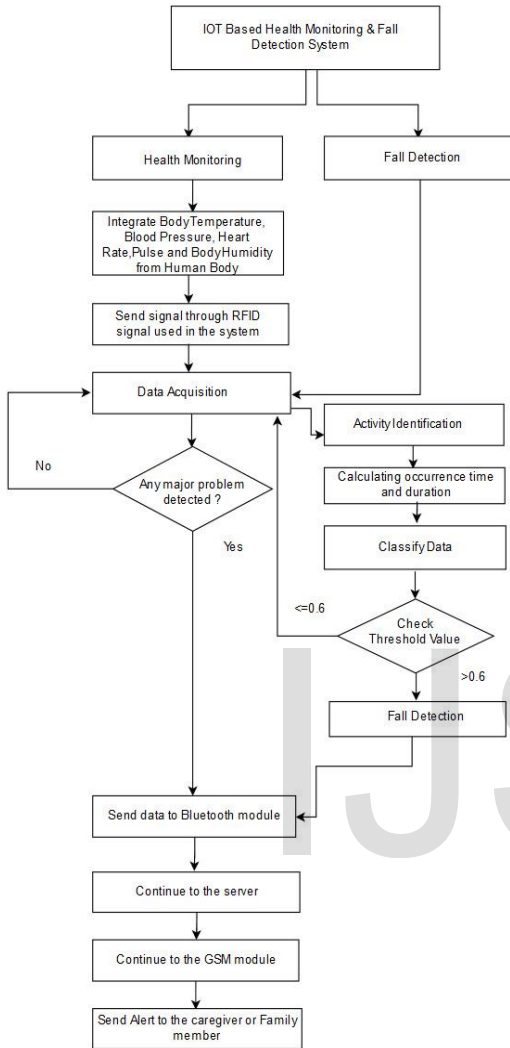 IOT Based Health Monitoring & Fall
Detection System
Health Monitoring
Fall Detection
Integrate Body Temperature,
Blood Pressure, Heart
Rate,Pulse and Body Humidity
from Human Body
Send signal through RFID
signal used in the system
Data Acquisition
Activity Identification
No
Any major problem
detected ?
Calculating occurrence time
and duration
Yes
Classify Data
<=0.6
Check
Threshold Value
>0.6
Fall Detection
Send data to Bluetooth module
Continue to the server
Continue to the GSM module
Send Alert to the caregiver or Family
member
IJS